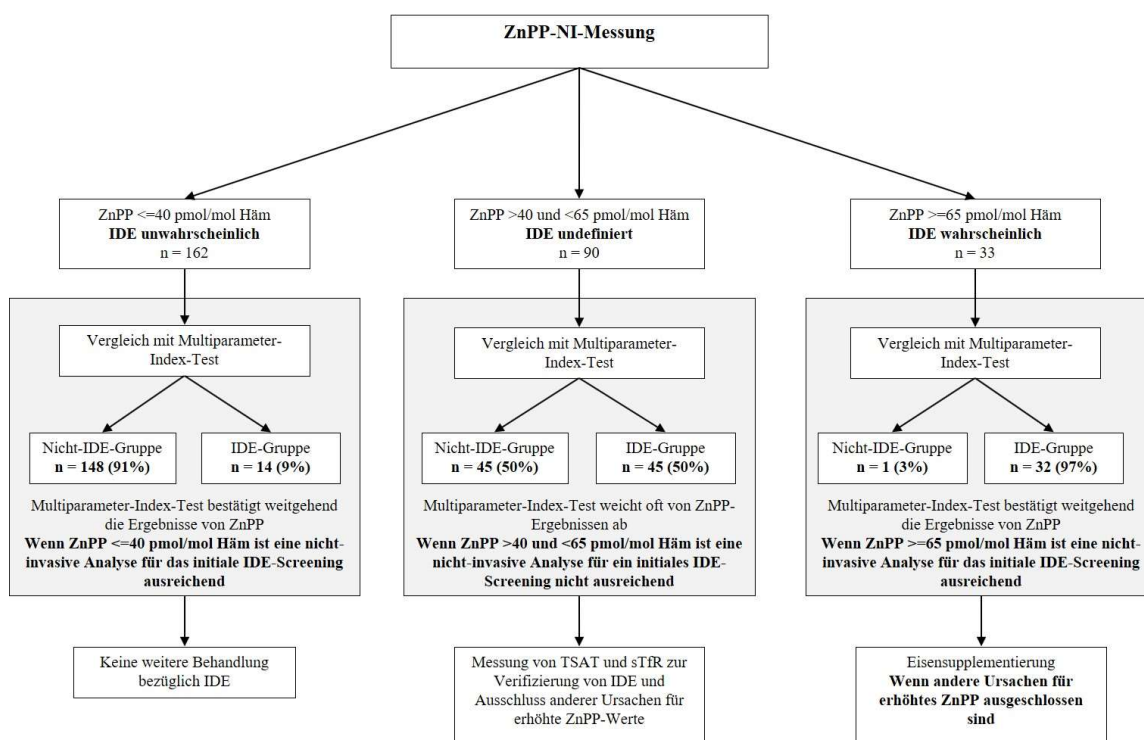 ZnPP-NI-Messung
ZnPP <=40 pmol/mol Häm
IDE unwahrscheinlich
n = 162
Vergleich mit Multiparameter-
Index-Test
Nicht-IDE-Gruppe
n = 148 (91%)
IDE-Gruppe
n = 14 (9%)
Multiparameter-Index-Test bestätigt weitgehend
die Ergebnisse von ZnPP
Wenn ZnPP <=40 pmol/mol Häm ist eine nicht-
invasive Analyse für das initiale IDE-Screening
ausreichend
Keine weitere Behandlung
bezüglich IDE
ZnPP >40 und <65 pmol/mol Häm
IDE undefiniert
n = 90
Vergleich mit Multiparameter-
Index-Test
Nicht-IDE-Gruppe
n = 45 (50%)
IDE-Gruppe
n = 45 (50%)
Multiparameter-Index-Test weicht oft von ZnPP-
Ergebnissen ab
Wenn ZnPP >40 und <65 pmol/mol Häm ist eine
nicht-invasive Analyse für ein initiales IDE-
Screening nicht ausreichend
Messung von TSAT und sTfR zur
Verifizierung von IDE und
Ausschluss anderer Ursachen für
erhöhte ZnPP-Werte
ZnPP >=65 pmol/mol Häm
IDE wahrscheinlich
n = 33
Vergleich mit Multiparameter-
Index-Test
Nicht-IDE-Gruppe
n = 1 (3%)
IDE-Gruppe
n = 32 (97%)
Multiparameter-Index-Test bestätigt weitgehend
die Ergebnisse von ZnPP
Wenn ZnPP >=65 pmol/mol Häm ist eine nicht-
invasive Analyse für das initiale IDE-Screening
ausreichend
Eisensupplementierung
Wenn andere Ursachen für
erhöhtes ZnPP ausgeschlossen
sind